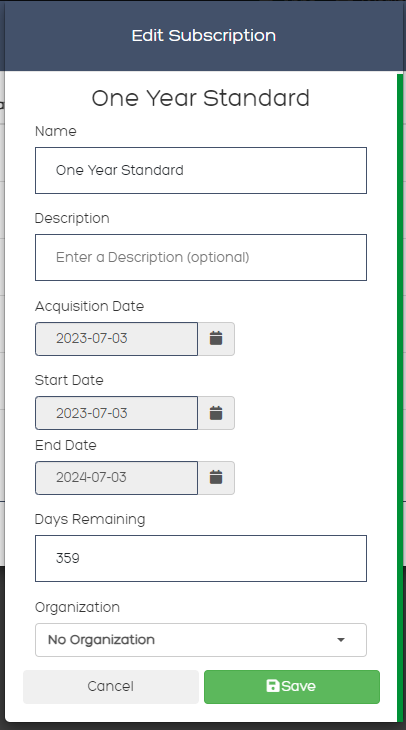 Edit Subscription
One Year Standard
Name
One Year Standard
Description
Enter a Description (optional)
Acquisition Date
2023-07-03
Start Date
2023-07-03
End Date
2024-07-03
Days Remaining
359
Organization
No Organization
Cancel
Save